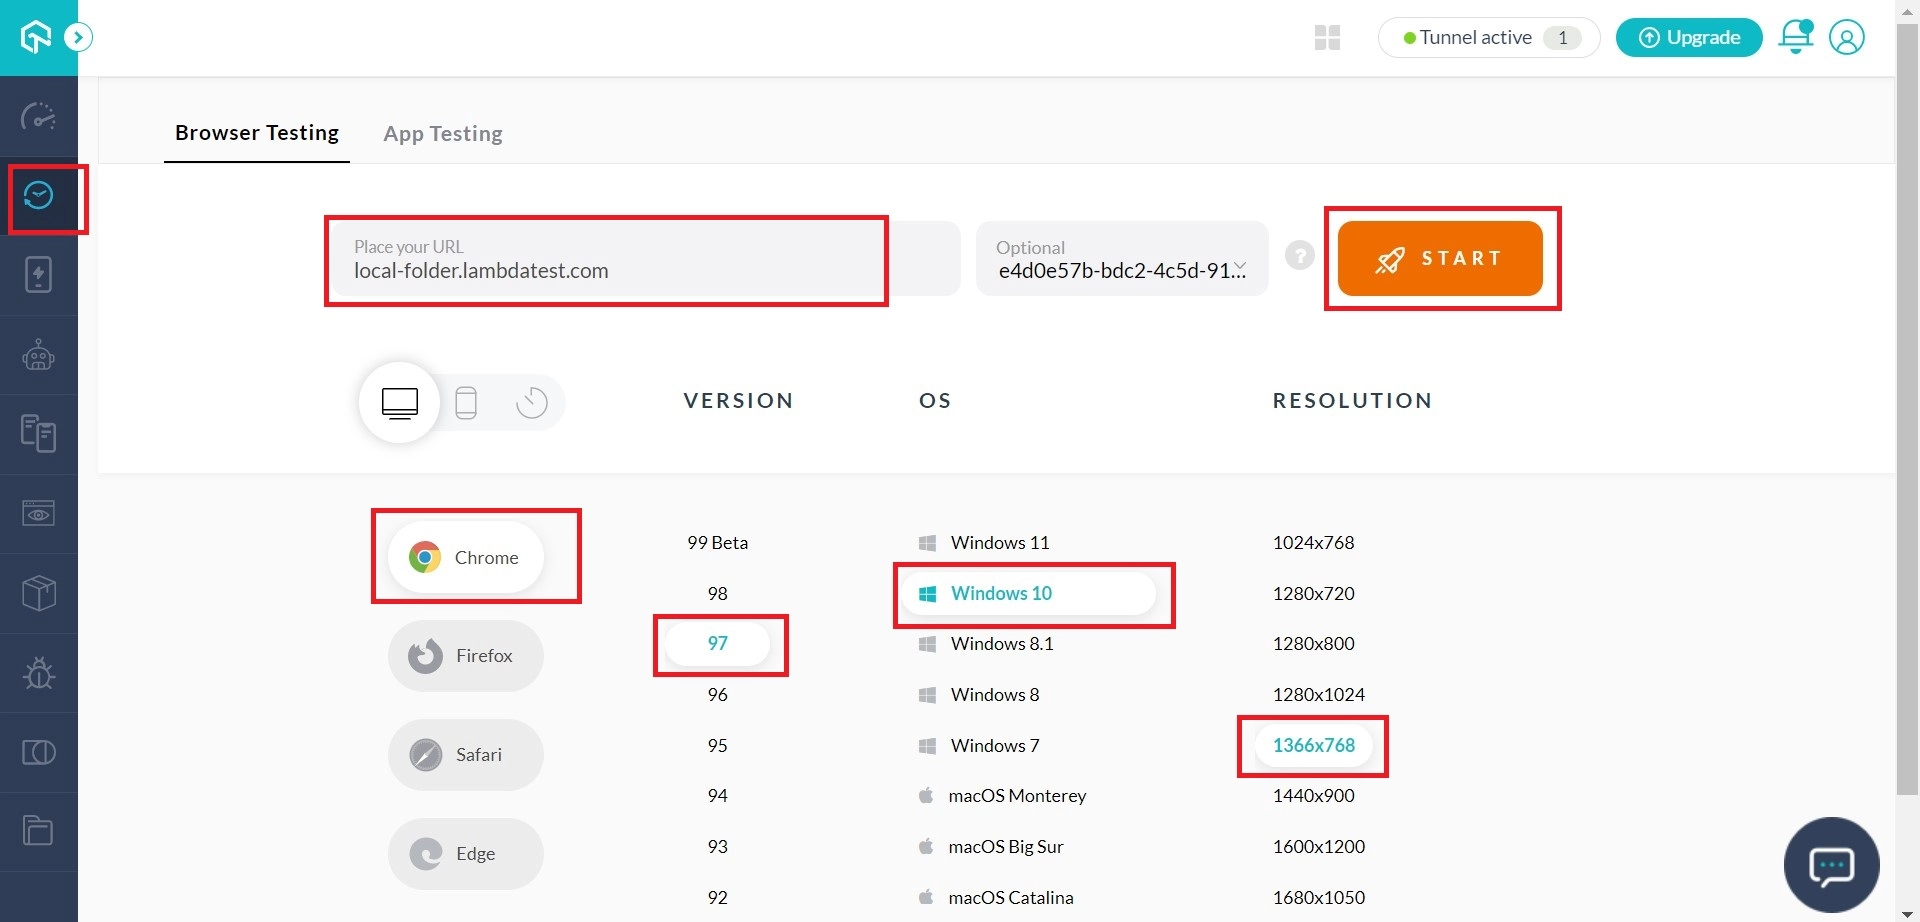 Tunnel active 1
Upgrade
Browser Testing App Testing
Place your URL
local-folder.lambdatest.com
Optional
e4d0e57b-bdc2-4c5d-91...
?
START
VERSION OS RESOLUTION
Chrome
Firefox
Safari
Edge
99 Beta
98
97
96
95
94
93
92
Windows 11
Windows 10
Windows 8.1
Windows 8
Windows 7
macOS Monterey
macOS Big Sur
macOS Catalina
1024x768
1280x720
1280x800
1280x1024
1366x768
1440x900
1600x1200
1680x1050